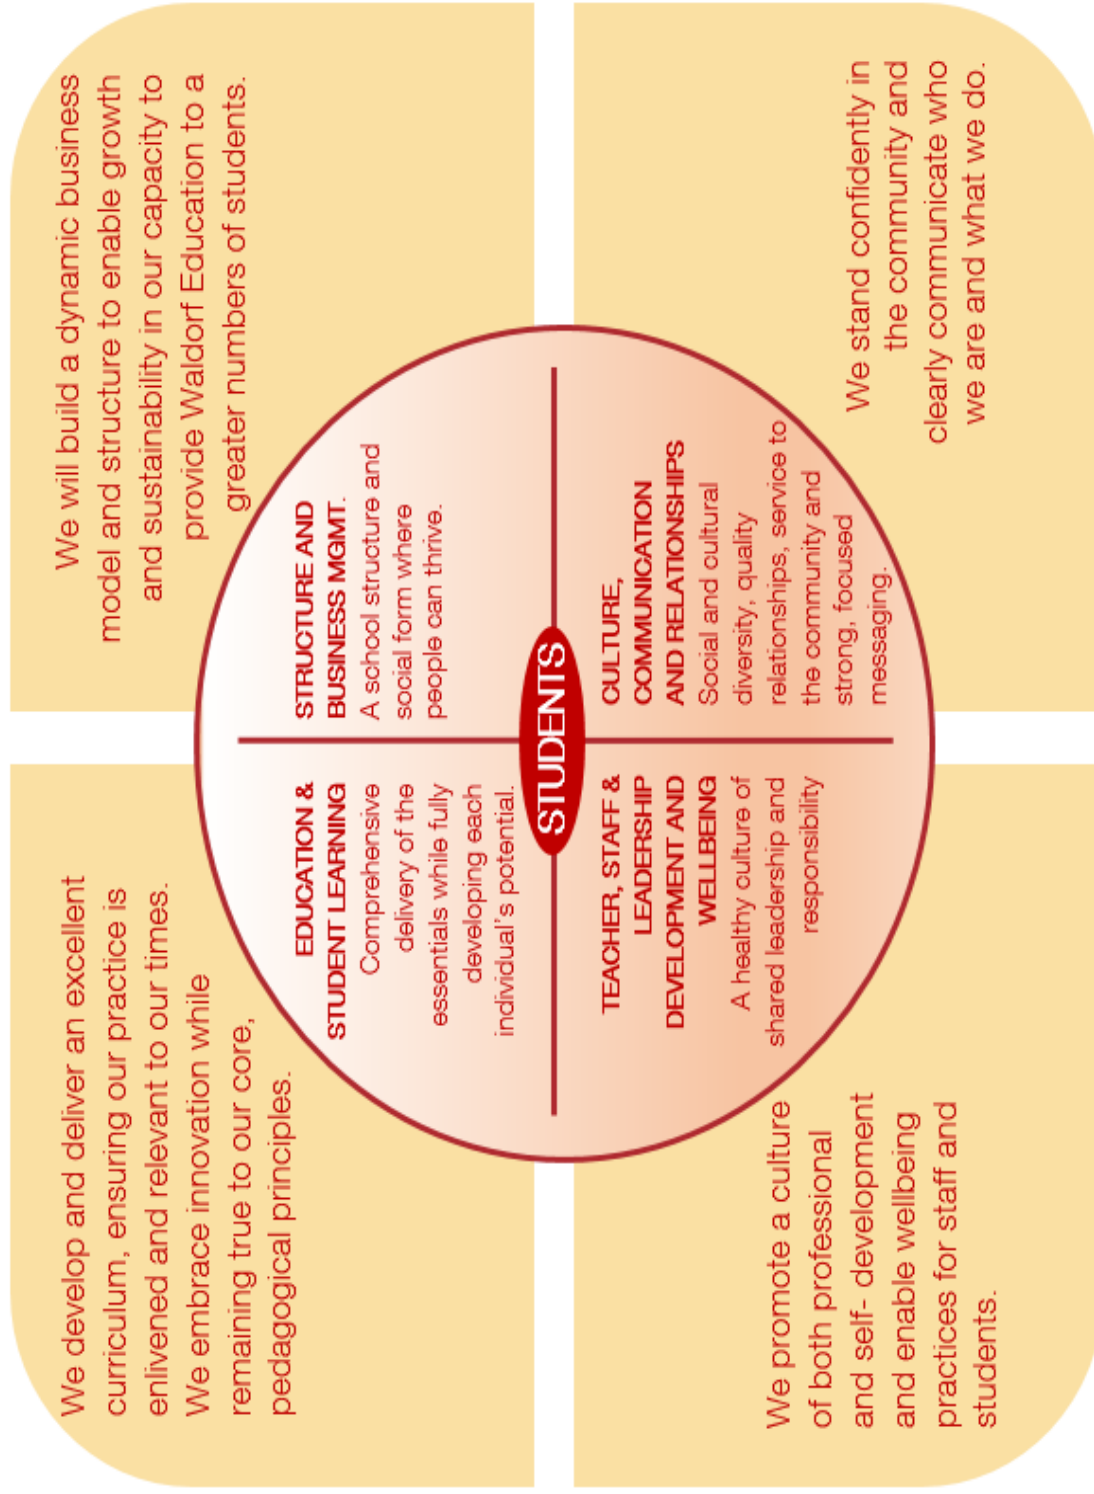 We develop and deliver an excellent
curriculum, ensuring our practice is
enlivened and relevant to our times.
We embrace innovation while
remaining true to our core,
pedagogical principles.
We will build a dynamic business
model and structure to enable growth
and sustainability in our capacity to
provide Waldorf Education to a
greater numbers of students.
EDUCATION &
STUDENT LEARNING
Comprehensive
delivery of the
essentials while fully
developing each
individual's potential.
STRUCTURE AND
BUSINESS MGMT.
A school structure and
social form where
people can thrive.
STUDENTS
TEACHER, STAFF &
LEADERSHIP
DEVELOPMENT AND
WELLBEING
A healthy culture of
shared leadership and
responsibility
CULTURE,
COMMUNICATION
AND RELATIONSHIPS
Social and cultural
diversity, quality
relationships, service to
the community and
strong, focused
messaging.
We promote a culture
of both professional
and self- development
and enable wellbeing
practices for staff and
students.
We stand confidently in
the community and
clearly communicate who
we are and what we do.